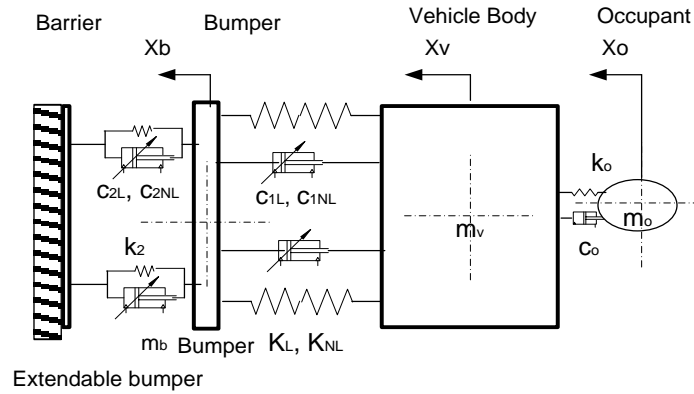 Barrier
Bumper
Vehicle Body
Occupant
Xb
Xv
Xo
c2L, c2NL
c1L, c1NL
ko
mv
mo
co
k2
mb
Bumper
KL, KNL
Extendable bumper